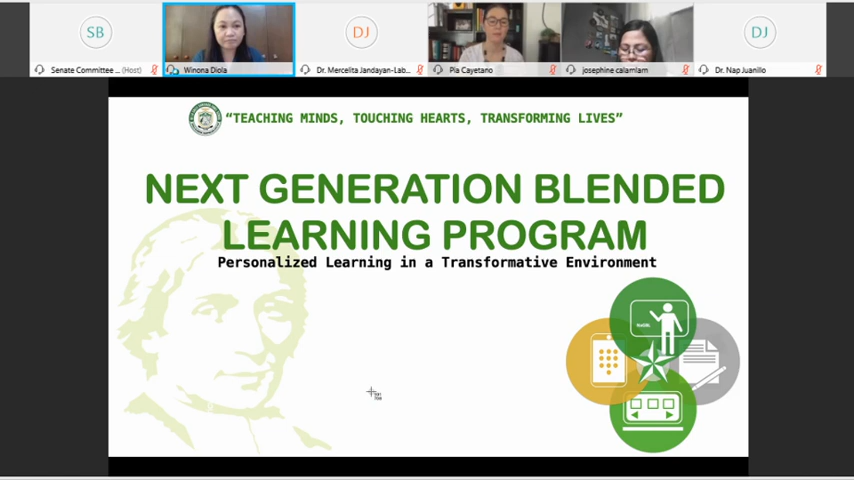 SB
DJ
DJ
Senate Committee ... (Host)
Winona Diola
Dr. Mercelita Jandayan-Lab...
Pia Cayetano
josephine calamlam
Dr. Nap Juanillo
“TEACHING MINDS, TOUCHING HEARTS, TRANSFORMING LIVES”
NEXT GENERATION BLENDED
LEARNING PROGRAM
Personalized Learning in a Transformative Environment